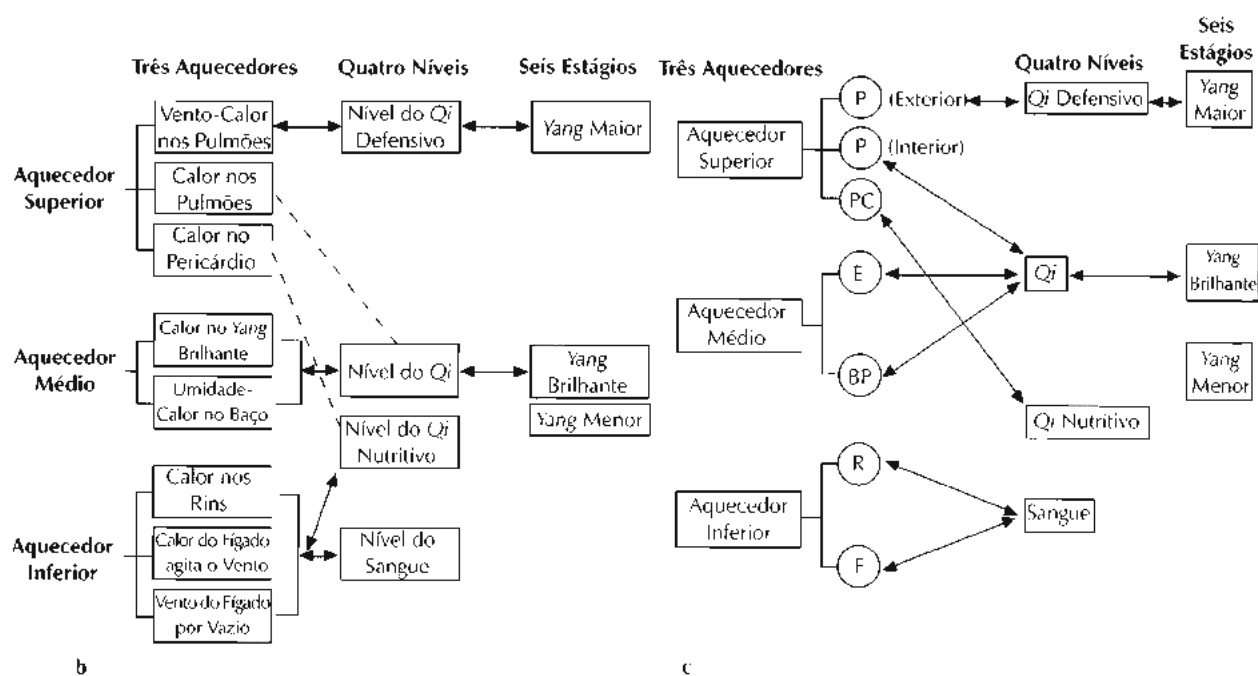 Três Aquecedores
Quatro Níveis
Seis Estágios
Aquecedor
Superior
Vento-Calor
nos Pulmões
Nível do Qi
Defensivo
Yang Maior
Calor nos
Pulmões
Calor no
Pericárdio
Aquecedor
Médio
Calor no Yang
Brilhante
Umidade-
Calor no Baço
Nível do Qi
Yang
Brilhante
Yang Menor
Nível do Qi
Nutritivo
Aquecedor
Inferior
Calor nos
Rins
Calor do Fígado
agita o Vento
Vento do Fígado
por Vazio
Nível do
Sangue
b
Três Aquecedores
Quatro Níveis
Seis
Estágios
Aquecedor
Superior
P (Exterior)
Qi Defensivo
Yang
Maior
P (Interior)
PC
Aquecedor
Médio
E
Qi
Yang
Brilhante
BP
Yang
Menor
Qi Nutritivo
Aquecedor
Inferior
R
Sangue
F
c